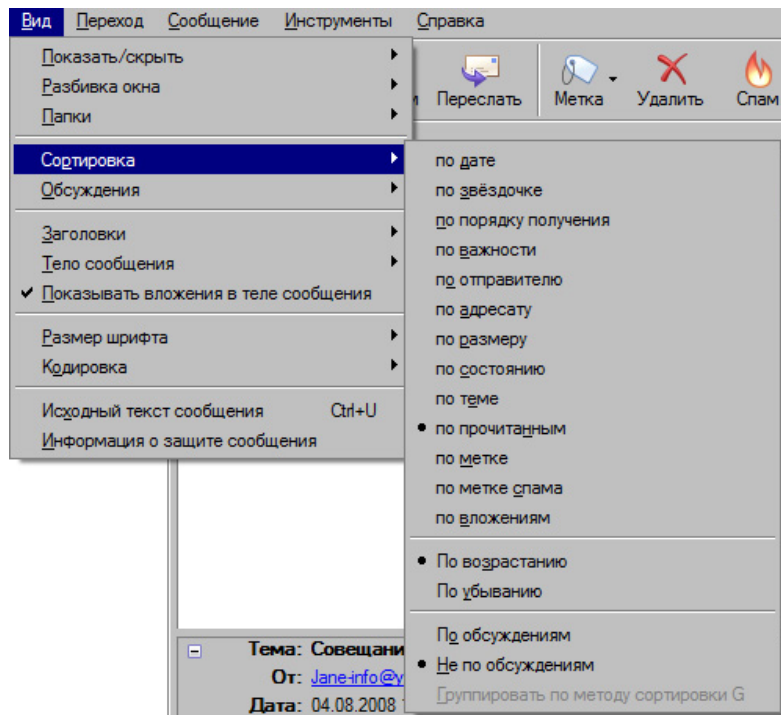 Вид Переход Сообщение Инструменты Справка
Показать/скрыть
Разбивка окна
Папки
Переслать Метка Удалить Спам
Сортировка
Обсуждения
Заголовки
Тело сообщения
Показывать вложения в теле сообщения
Размер шрифта
Кодировка
Исходный текст сообщения Ctrl+U
Информация о защите сообщения
по дате
по звёздочке
по порядку получения
по важности
по отправителю
по адресату
по размеру
по состоянию
по теме
по прочитанным
по метке
по метке спама
по вложениям
По возрастанию
По убыванию
По обсуждениям
Не по обсуждениям
Группировать по методу сортировки G
Тема: Совещани
От: Jane-info@y
Дата: 04.08.2008